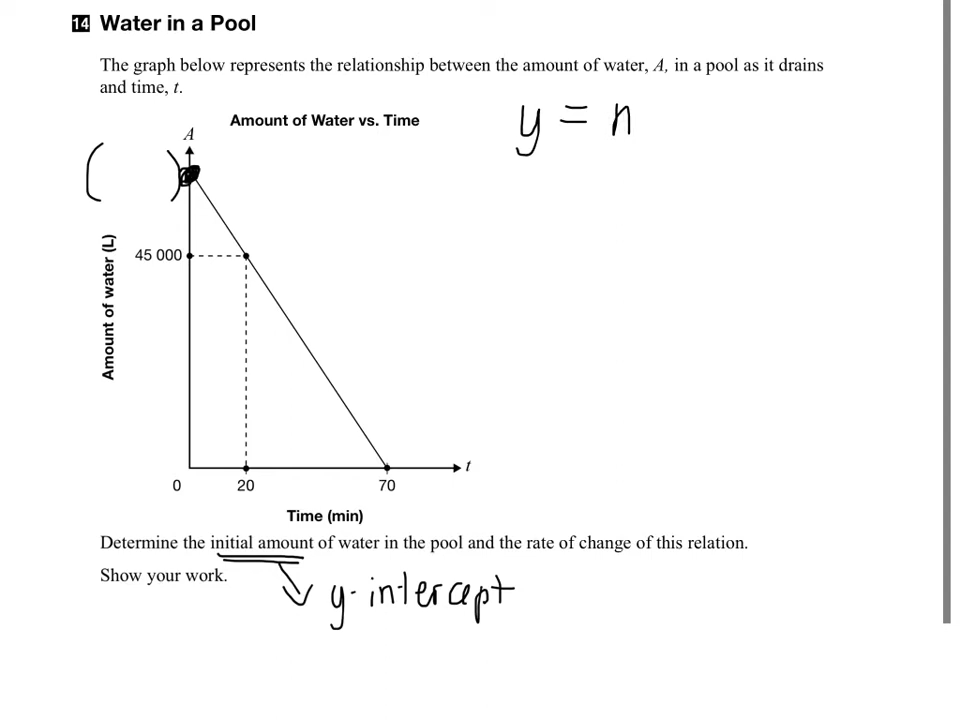 14 Water in a Pool
The graph below represents the relationship between the amount of water, A, in a pool as it drains
and time, t.
Amount of Water vs. Time
y = n
A
( )
45 000
Amount of water (L)
t
0 20 70
Time (min)
Determine the initial amount of water in the pool and the rate of change of this relation.
Show your work.
y-intercept